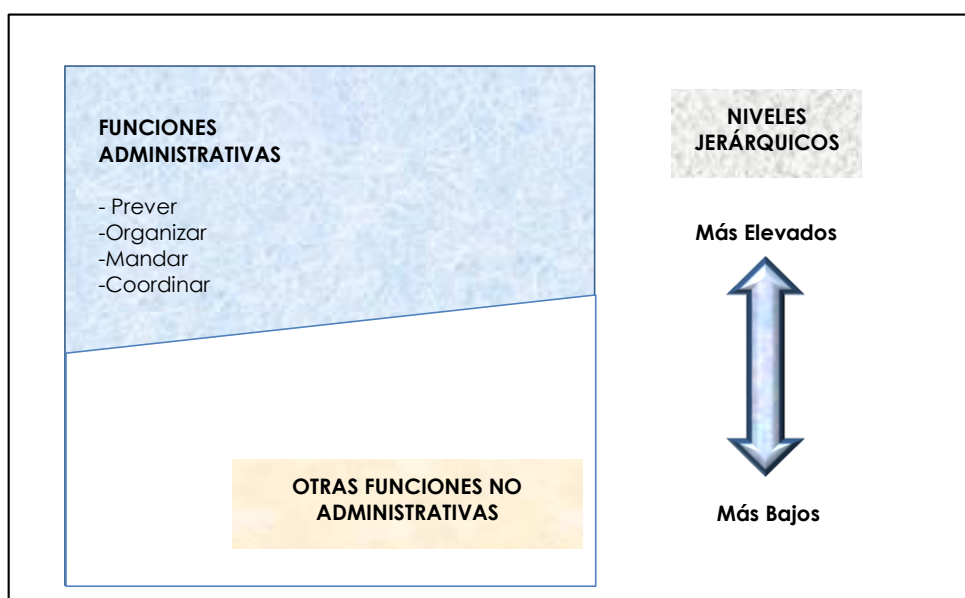 FUNCIONES
ADMINISTRATIVAS
- Prever
-Organizar
-Mandar
-Coordinar
OTRAS FUNCIONES NO
ADMINISTRATIVAS
NIVELES
JERÁRQUICOS
Más Elevados
Más Bajos